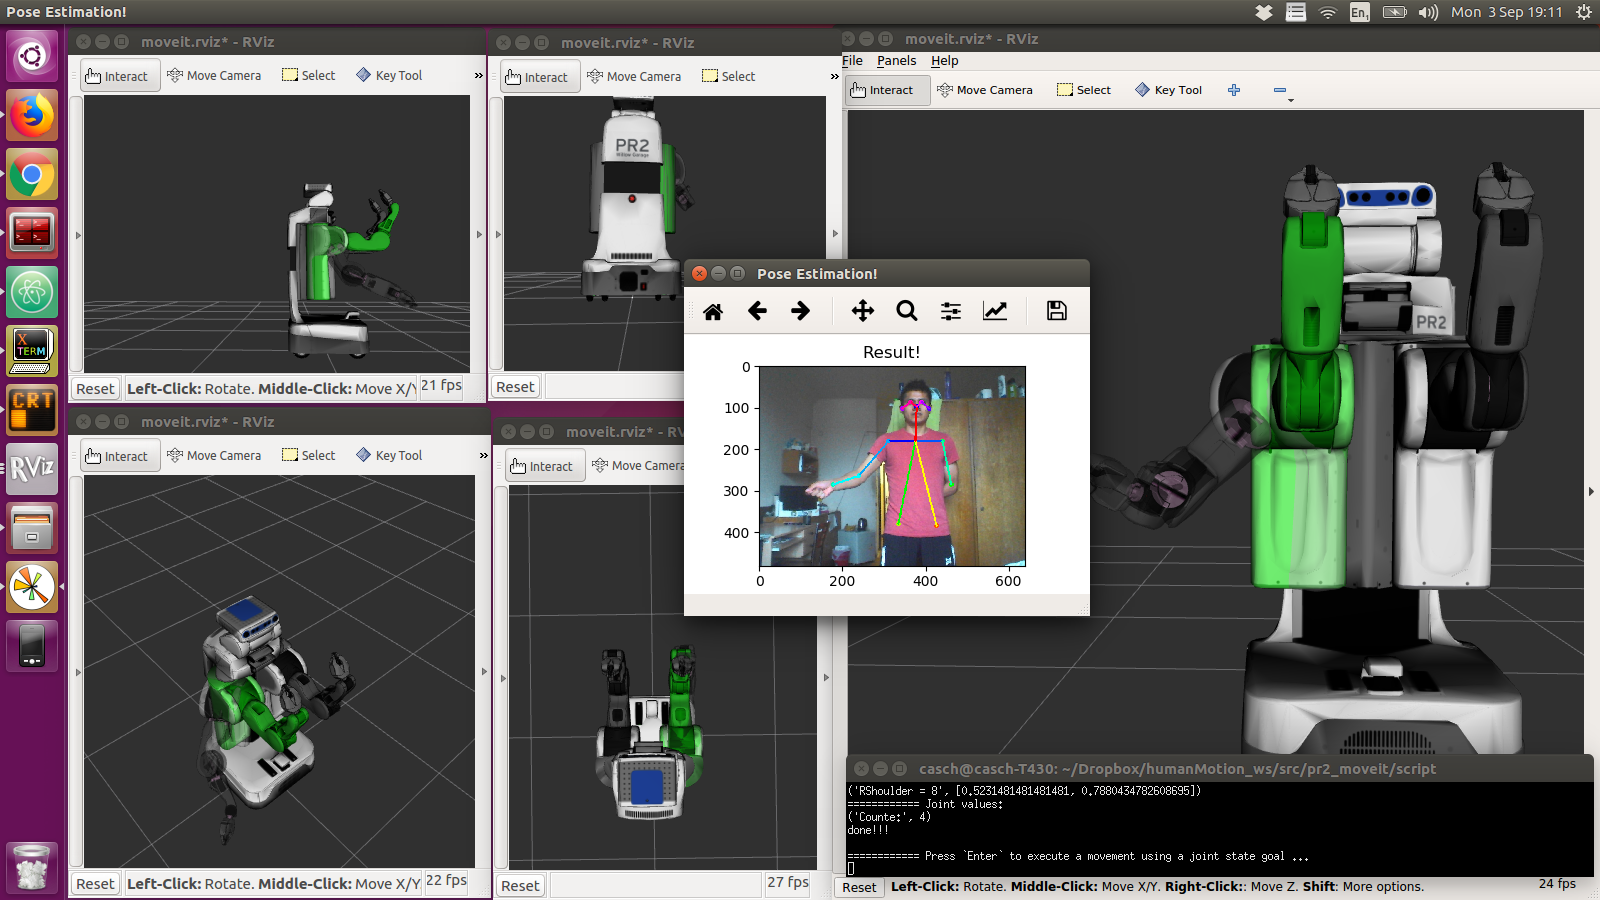 Pose Estimation!
En1
Mon 3 Sep 19:11
moveit.rviz* - RViz
Interact
Move Camera
Select
Key Tool
»
Reset
Left-Click: Rotate. Middle-Click: Move X/Y
21 fps
moveit.rviz* - RViz
Interact
Move Camera
Select
»
PR2
Willow Garage
Reset
moveit.rviz* - RViz
File
Panels
Help
Interact
Move Camera
Select
Key Tool
PR2
Pose Estimation!
Result!
0
100
200
300
400
0
200
400
600
moveit.rviz* - RViz
Interact
Move Camera
Select
Key Tool
»
Reset
Left-Click: Rotate. Middle-Click: Move X/Y.
22 fps
moveit.rviz* - RV
Interact
Move Camera
Reset
27 fps
casch@casch-T430: ~/Dropbox/humanMotion_ws/src/pr2_moveit/script
('RShoulder = 8', [0.5231481481481481, 0.7880434782608695])
============ Joint values:
('Counte:', 4)
done!!!
============ Press `Enter` to execute a movement using a joint state goal ...
Reset
Left-Click: Rotate. Middle-Click: Move X/Y. Right-Click:: Move Z. Shift: More options.
24 fps
X
TERM
CRT
RViz